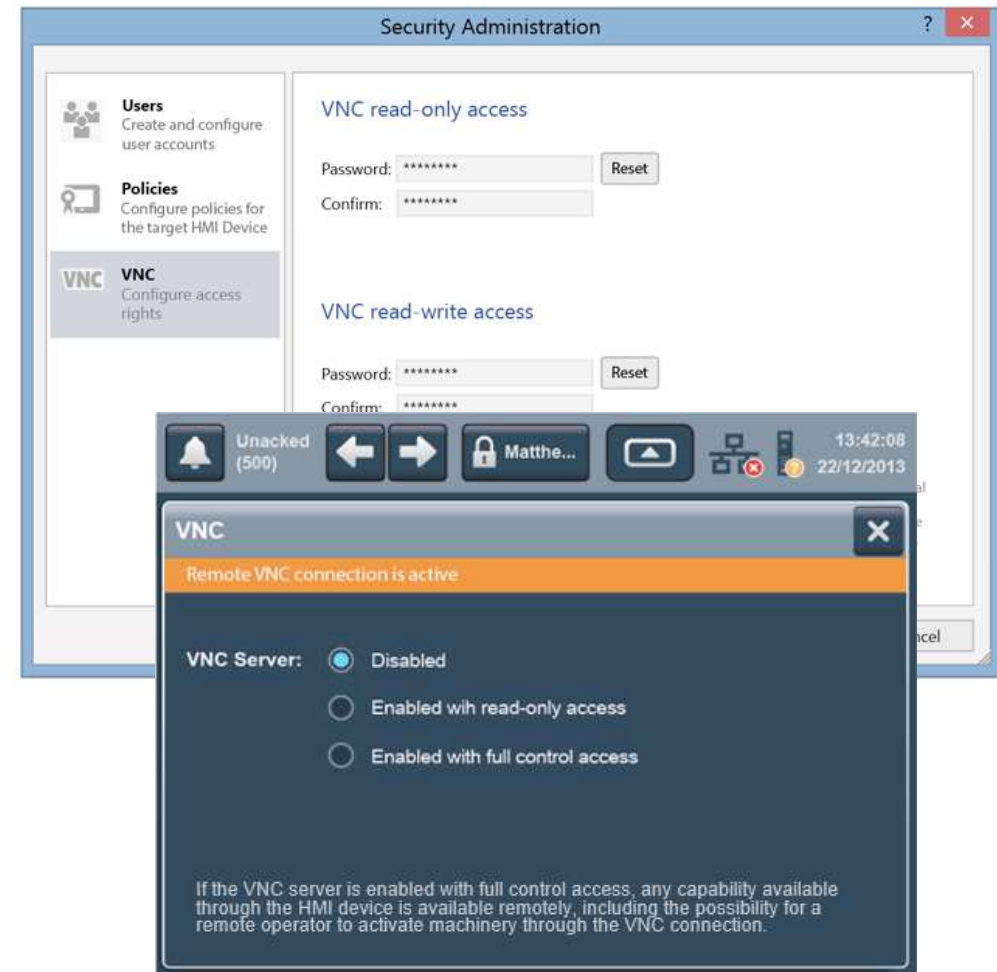 Security Administration
?
Users
Create and configure
user accounts
Policies
Configure policies for
the target HMI Device
VNC
VNC
Configure access
rights
VNC read-only access
Password: ********
Reset
Confirm: ********
VNC read-write access
Password: ********
Reset
Confirm: ********
Unacked
(500)
Matthe...
13:42:08
22/12/2013
VNC
Remote VNC connection is active
VNC Server:
Disabled
Enabled wih read-only access
Enabled with full control access
If the VNC server is enabled with full control access, any capability available
through the HMI device is available remotely, including the possibility for a
remote operator to activate machinery through the VNC connection.